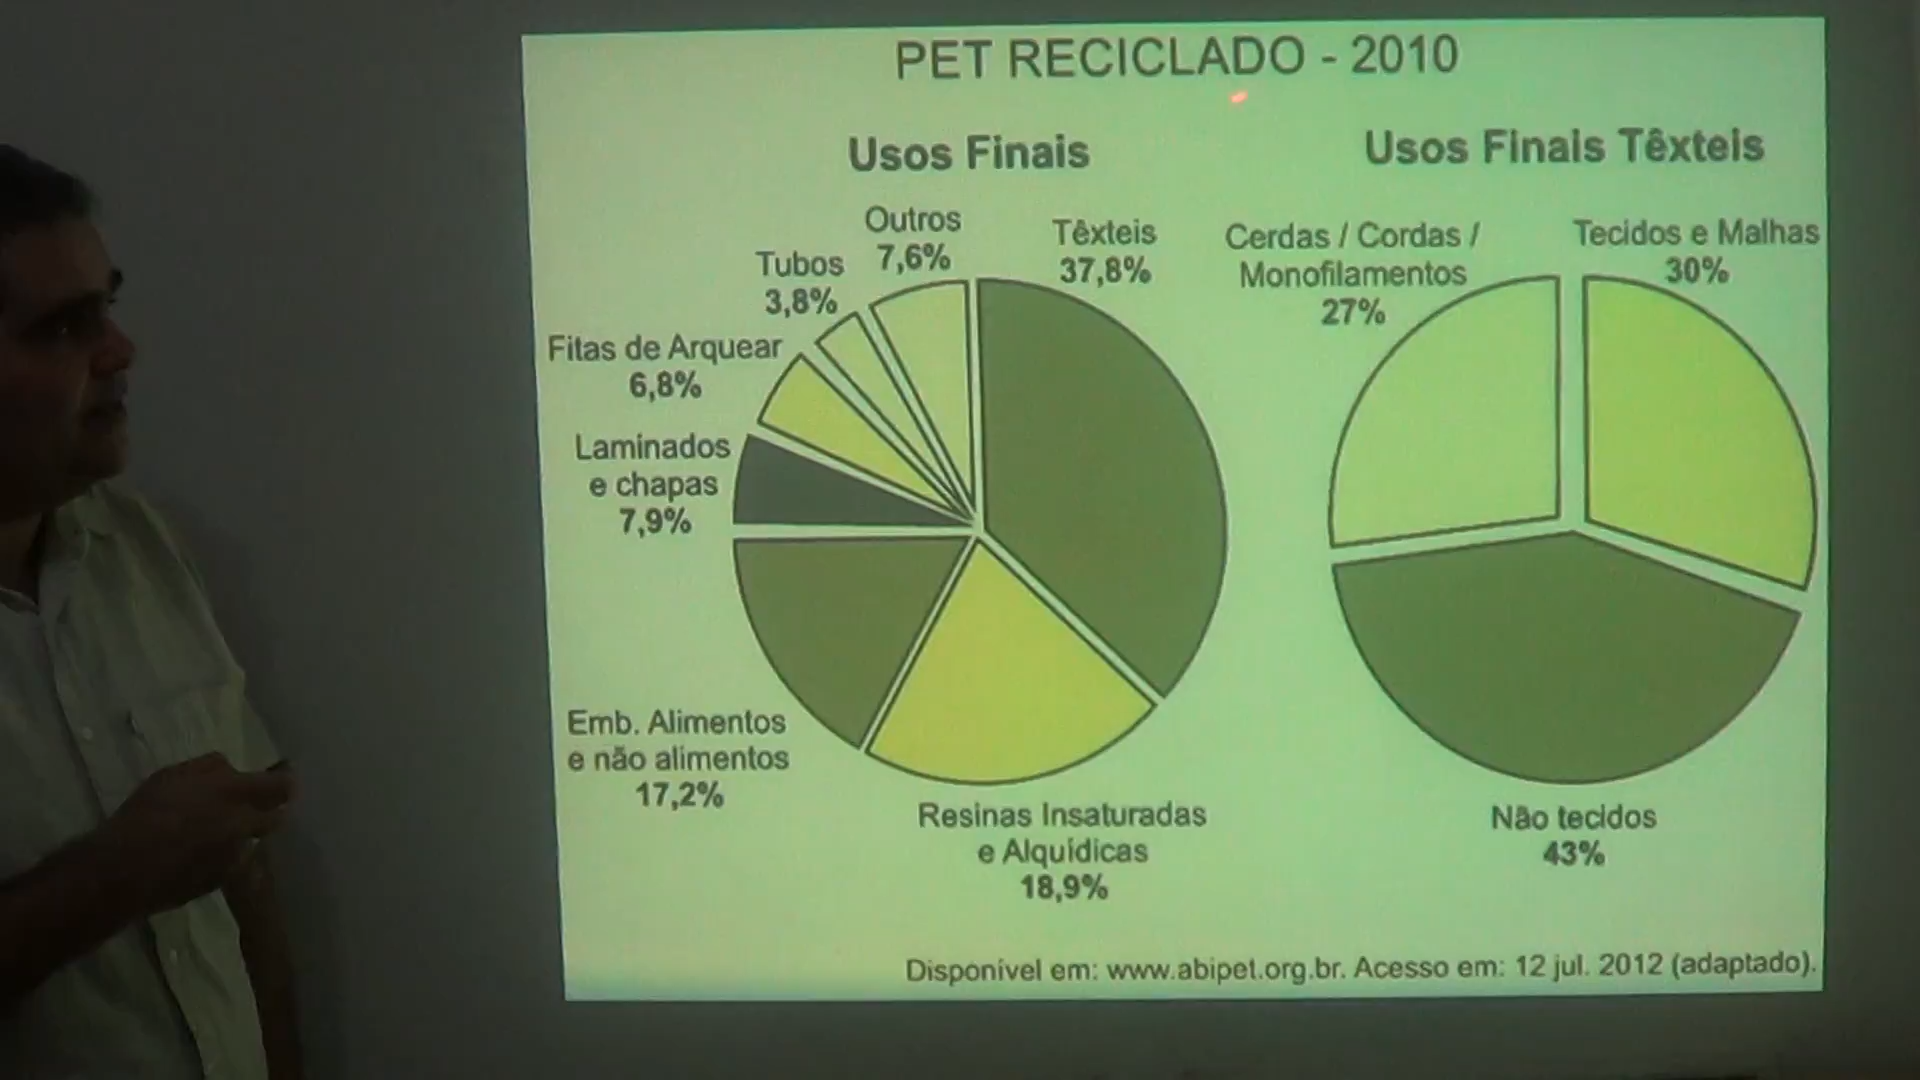 PET RECICLADO - 2010
Usos Finais
Outros
7,6%
Têxteis
37,8%
Tubos
3,8%
Fitas de Arquear
6,8%
Laminados
e chapas
7,9%
Emb. Alimentos
e não alimentos
17,2%
Resinas Insaturadas
e Alquídicas
18,9%
Usos Finais Têxteis
Cerdas / Cordas /
Monofilamentos
27%
Tecidos e Malhas
30%
Não tecidos
43%
Disponível em: www.abipet.org.br. Acesso em: 12 jul. 2012 (adaptado).